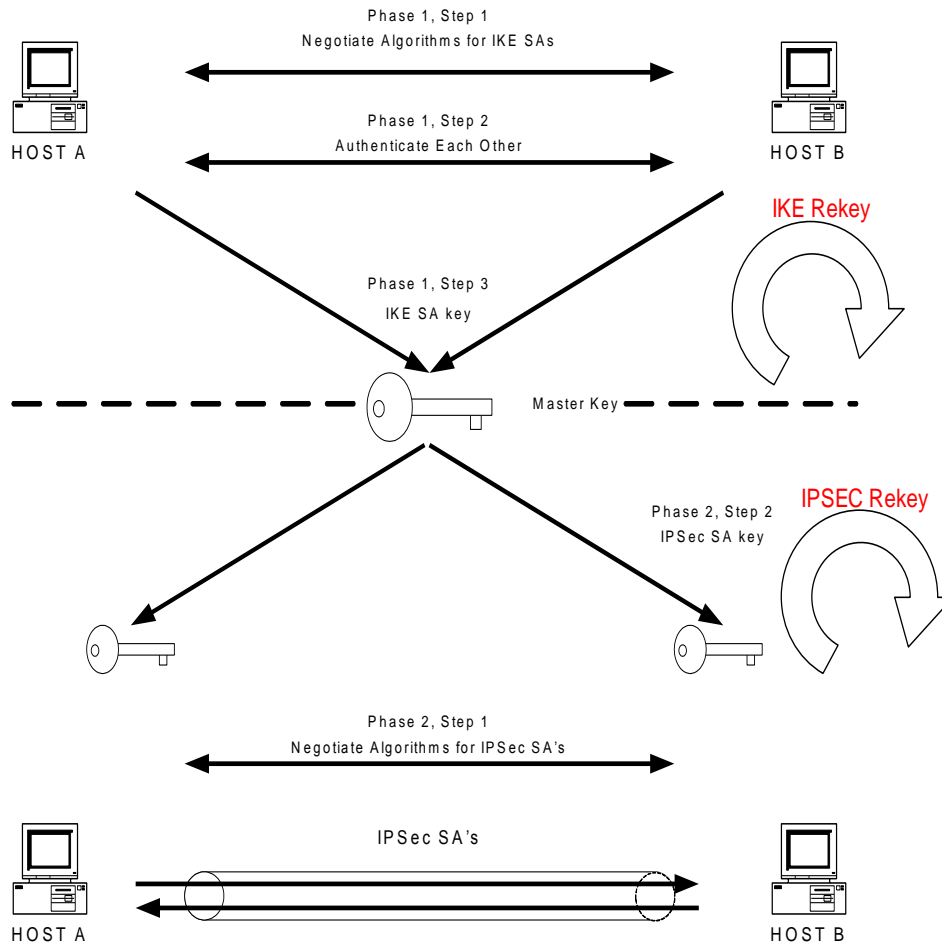 Phase 1, Step 1
Negotiate Algorithms for IKE SAs
HOST A
HOST B
Phase 1, Step 2
Authenticate Each Other
IKE Rekey
Phase 1, Step 3
IKE SA key
Master Key
IPSEC Rekey
Phase 2, Step 2
IPSec SA key
Phase 2, Step 1
Negotiate Algorithms for IPSec SA's
IPSec SA's
HOST A
HOST B